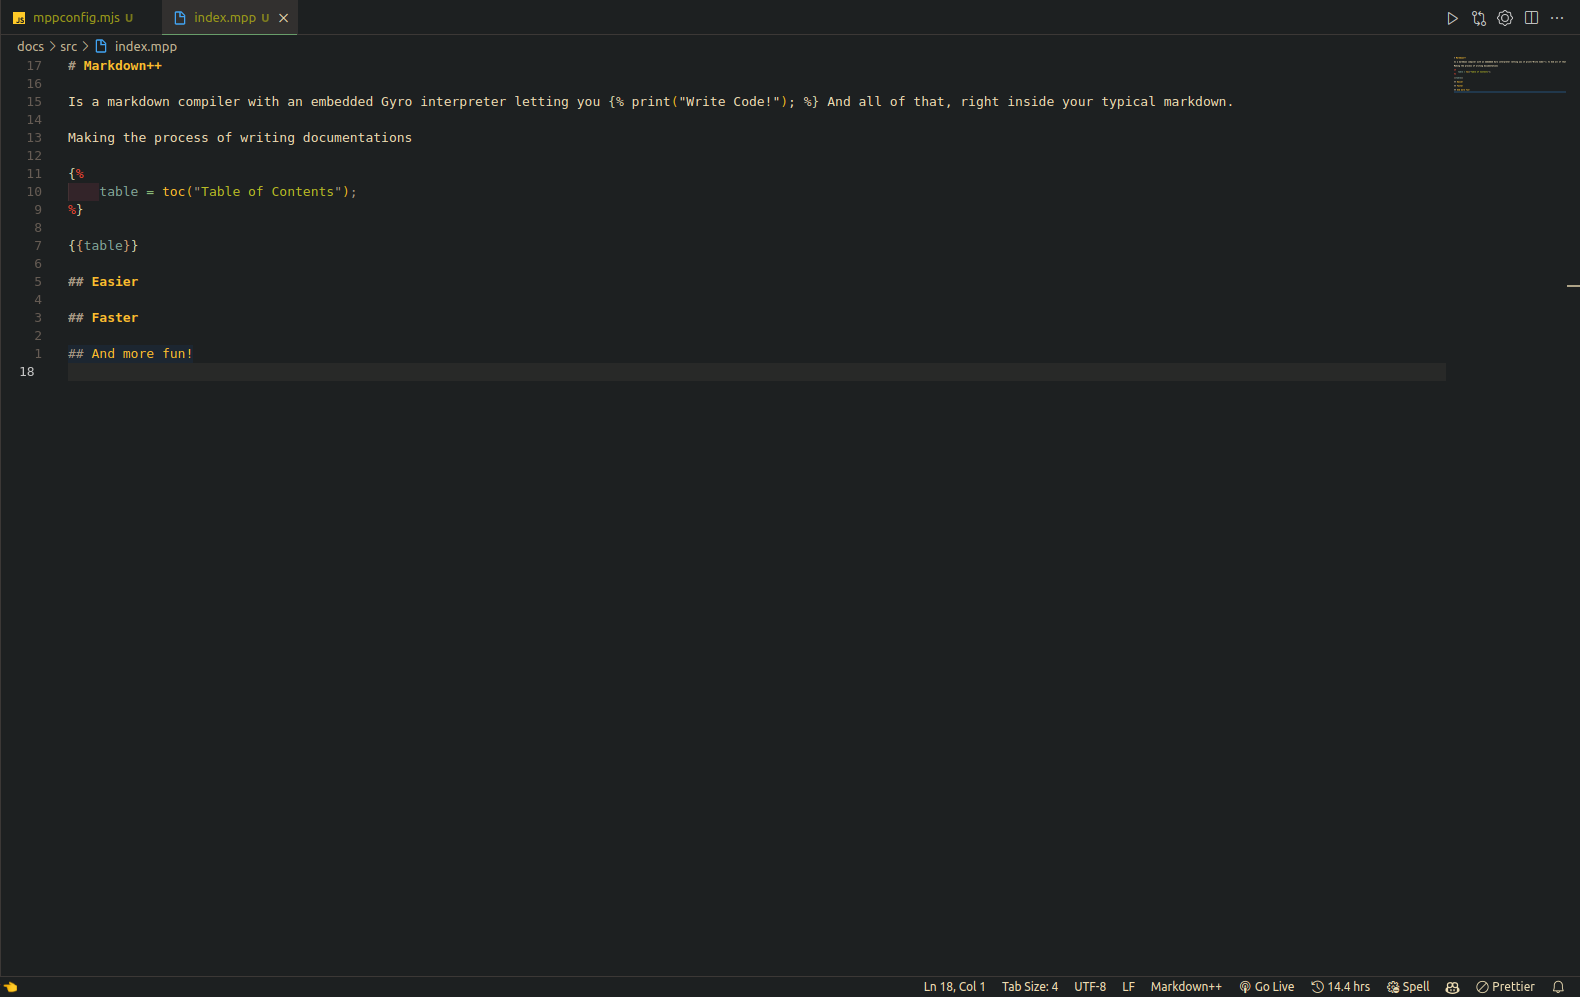 mppconfig.mjs U
index.mpp U
docs > src > index.mpp
17 # Markdown++
16
15 Is a markdown compiler with an embedded Gyro interpreter letting you {% print("Write Code!"); %} And all of that, right inside your typical markdown.
14
13 Making the process of writing documentations
12
11 {%
10     table = toc("Table of Contents");
9 %}
8
7 {{table}}
6
5 ## Easier
4
3 ## Faster
2
1 ## And more fun!
18
Ln 18, Col 1 Tab Size: 4 UTF-8 LF Markdown++ Go Live 14.4 hrs Spell Prettier